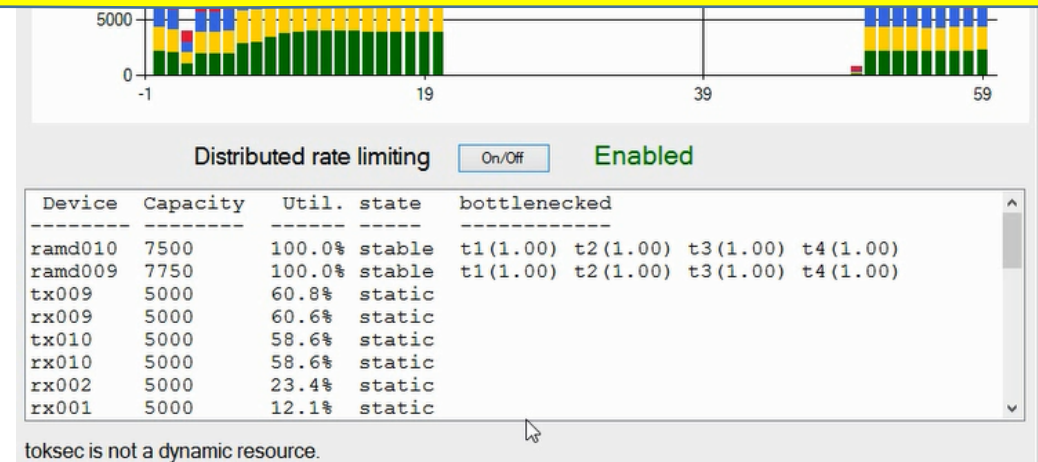 5000
0
-1 19 39 59
Distributed rate limiting On/Off Enabled
Device Capacity Util. state bottlenecked
-------- -------- ------ ----- ------------
ramd010 7500 100.0% stable t1(1.00) t2(1.00) t3(1.00) t4(1.00)
ramd009 7750 100.0% stable t1(1.00) t2(1.00) t3(1.00) t4(1.00)
tx009 5000 60.8% static
rx009 5000 60.6% static
tx010 5000 58.6% static
rx010 5000 58.6% static
rx002 5000 23.4% static
rx001 5000 12.1% static
toksec is not a dynamic resource.